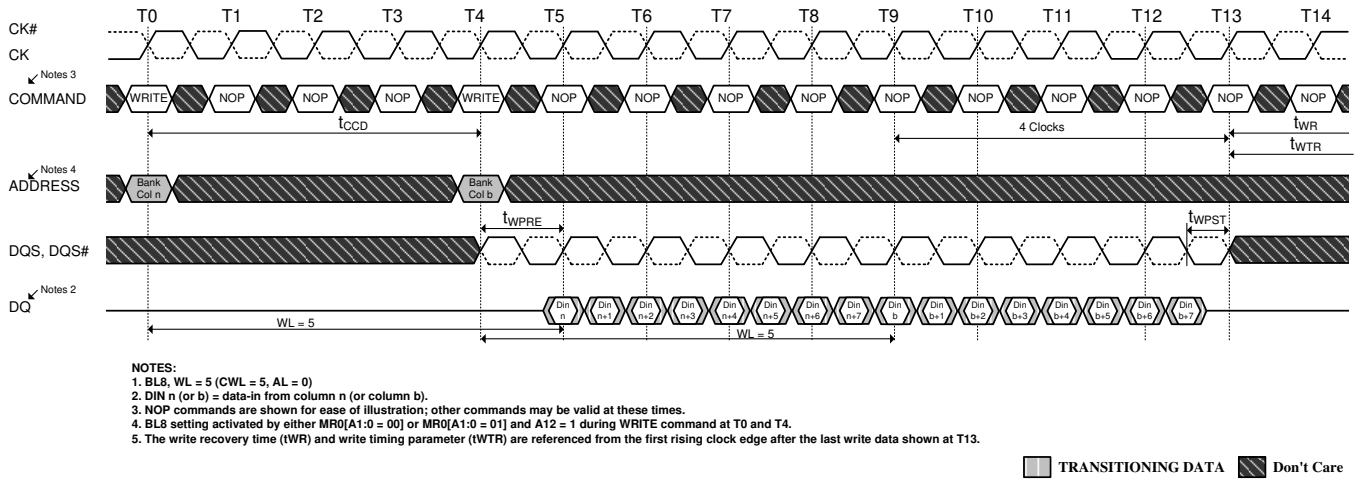 T0 T1 T2 T3 T4 T5 T6 T7 T8 T9 T10 T11 T12 T13 T14
CK#
CK
Notes 3
COMMAND
WRITE NOP NOP NOP WRITE NOP NOP NOP NOP NOP NOP NOP NOP NOP NOP
tCCD
4 Clocks
tWR
tWTR
Notes 4
ADDRESS
Bank Bank
Col n Col b
tWPRE
tWPST
DQS, DQS#
Notes 2
DQ
Din Din Din Din Din Din Din Din Din Din Din Din Din Din Din Din
n n+1 n+2 n+3 n+4 n+5 n+6 n+7 b b+1 b+2 b+3 b+4 b+5 b+6 b+7
WL = 5
WL = 5
NOTES:
1. BL8, WL = 5 (CWL = 5, AL = 0)
2. DIN n (or b) = data-in from column n (or column b).
3. NOP commands are shown for ease of illustration; other commands may be valid at these times.
4. BL8 setting activated by either MR0[A1:0 = 00] or MR0[A1:0 = 01] and A12 = 1 during WRITE command at T0 and T4.
5. The write recovery time (tWR) and write timing parameter (tWTR) are referenced from the first rising clock edge after the last write data shown at T13.
TRANSITIONING DATA Don't Care